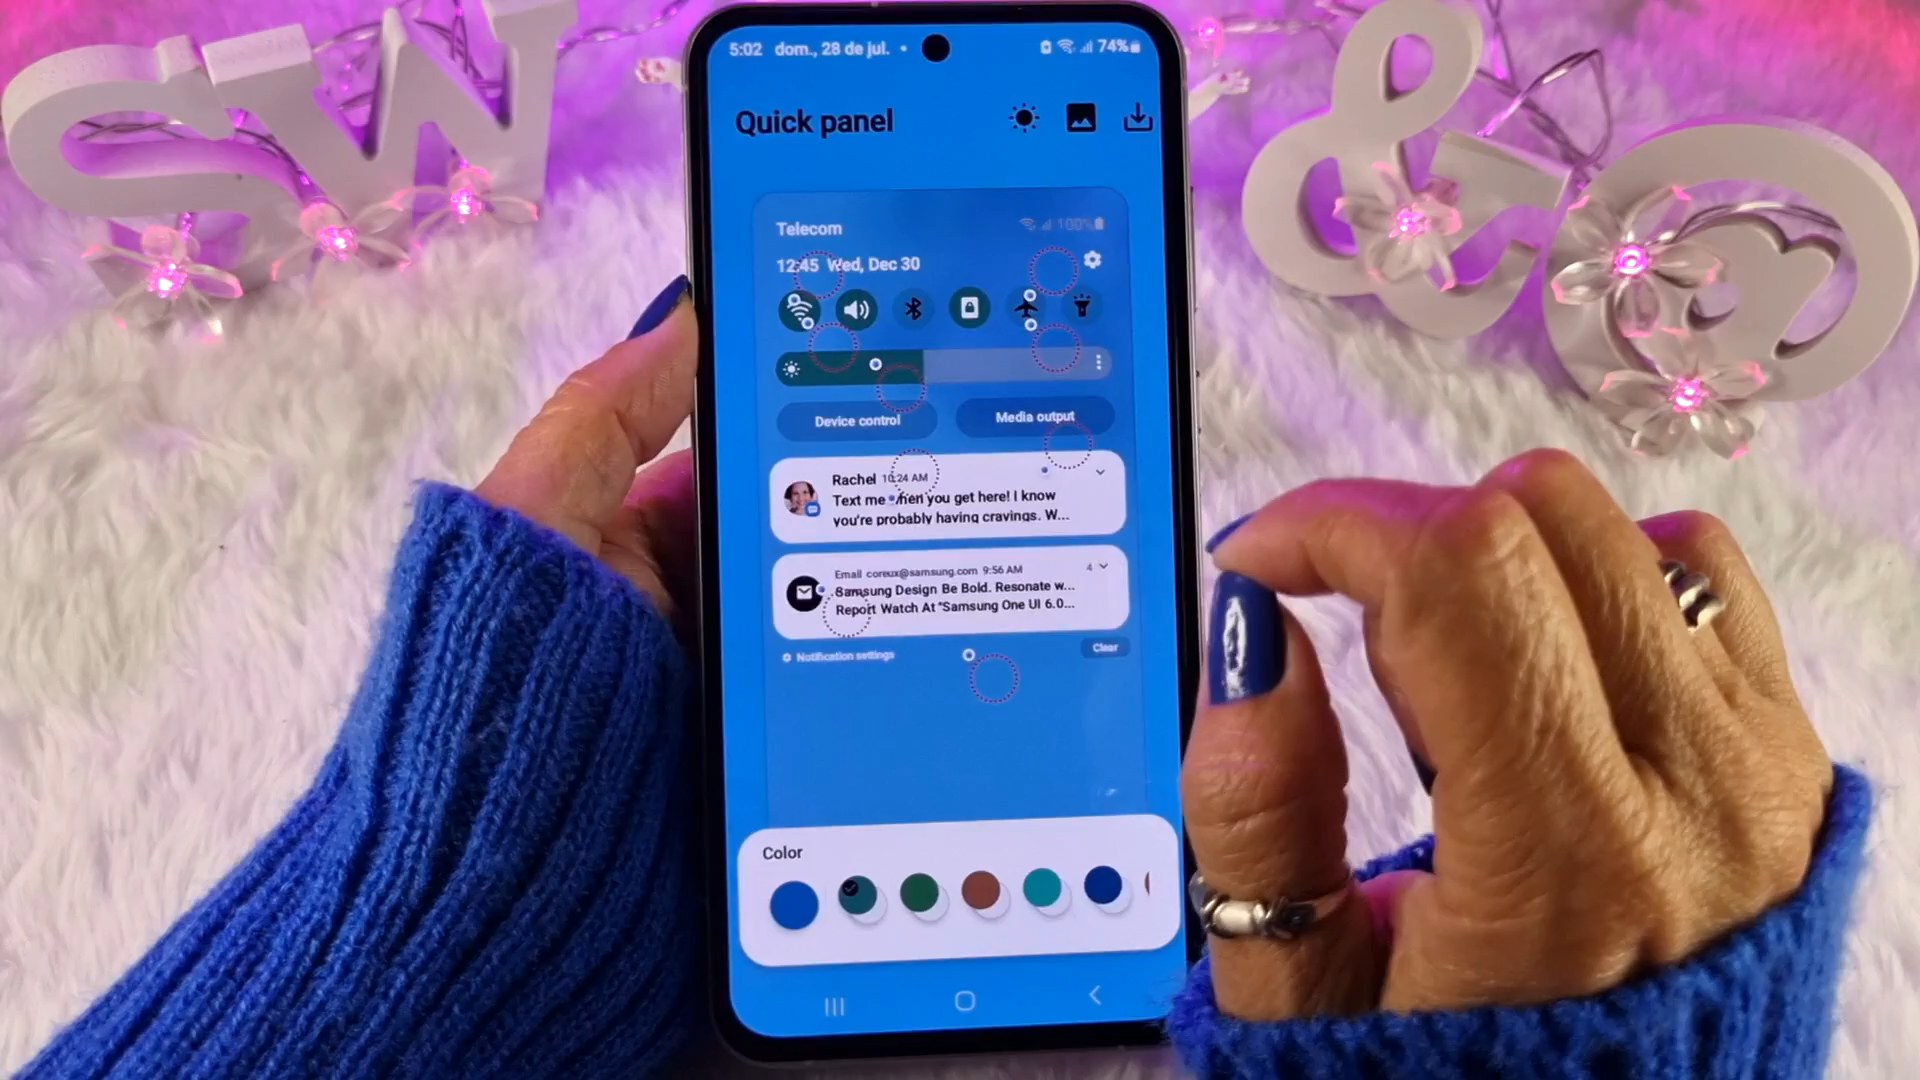 SW
&
5:02 dom., 28 de jul. •
74%
Quick panel
Telecom
100%
12:45 Wed, Dec 30
Device control
Media output
Rachel 10:24 AM
Text me when you get here! I know
you're probably having cravings. W...
Email coreux@samsung.com 9:56 AM
4
Samsung Design Be Bold. Resonate w...
Report Watch At "Samsung One UI 6.0...
Notification settings
Clear
Color